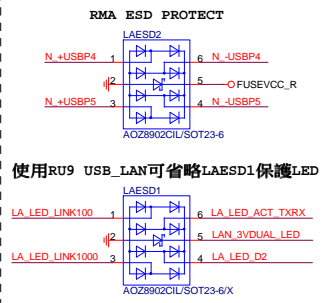 RMA ESD PROTECT
LAESD2
N_+USBP4 1 6 N_-USBP4
2 5 FUSEVCC_R
N_+USBP5 3 4 N_-USBP5
AOZ8902CIL/SOT23-6
使用RU9 USB_LAN可省略LAESD1保護LED
LAESD1
LA_LED_LINK100 1 6 LA_LED_ACT_TXRX
2 5 LAN_3VDUAL_LED
LA_LED_LINK1000 3 4 LA_LED_D2
AOZ8902CIL/SOT23-6/X